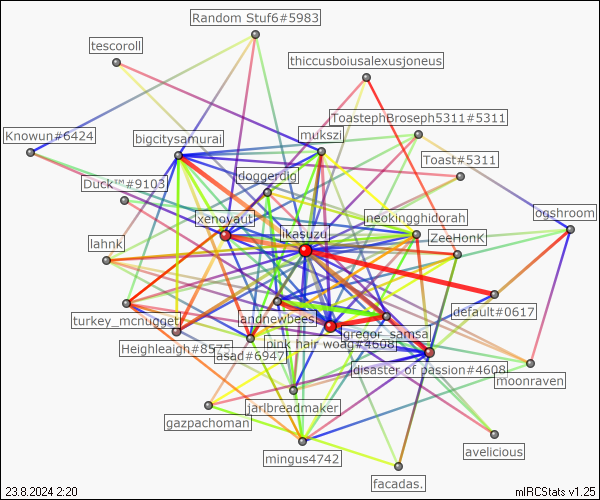 Random Stuf6#5983
tescoroll
thiccusboiusalexusjoneus
ToastephBroseph5311#5311
Knowun#6424
bigcitysamurai
mukszi
Toast#5311
doggerdig
Duck™#9103
xenoyaut
neokingghidorah
ogshroom
ikasuzu
ZeeHonK
lahnk
default#0617
turkey_mcnugget
andrewbees
gregor_samsa
Heighleaigh#8575
pink hair woag#4608
asad#6947
disaster of passion#4608
moonraven
jarlbreadmaker
gazpachoman
avelicious
mingus4742
facadas.
23.8.2024 2:20
mIRCStats v1.25